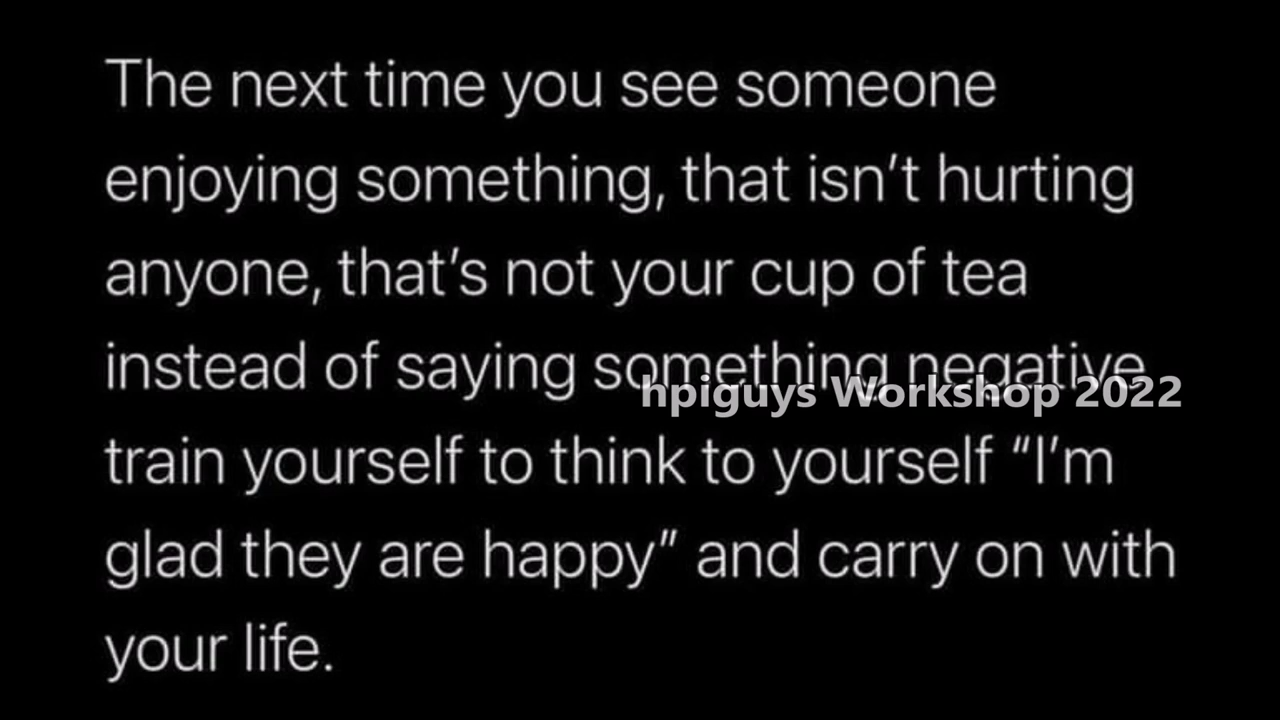 The next time you see someone
enjoying something, that isn’t hurting
anyone, that’s not your cup of tea
instead of saying something negative
hpiguys Workshop 2022
train yourself to think to yourself “I’m
glad they are happy” and carry on with
your life.